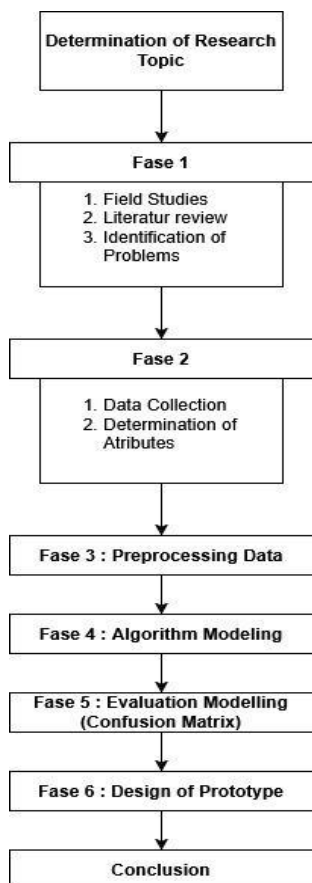 Determination of Research
Topic
Fase 1
1. Field Studies
2. Literatur review
3. Identification of
Problems
Fase 2
1. Data Collection
2. Determination of
Atributes
Fase 3 : Preprocessing Data
Fase 4 : Algorithm Modeling
Fase 5 : Evaluation Modelling
(Confusion Matrix)
Fase 6 : Design of Prototype
Conclusion